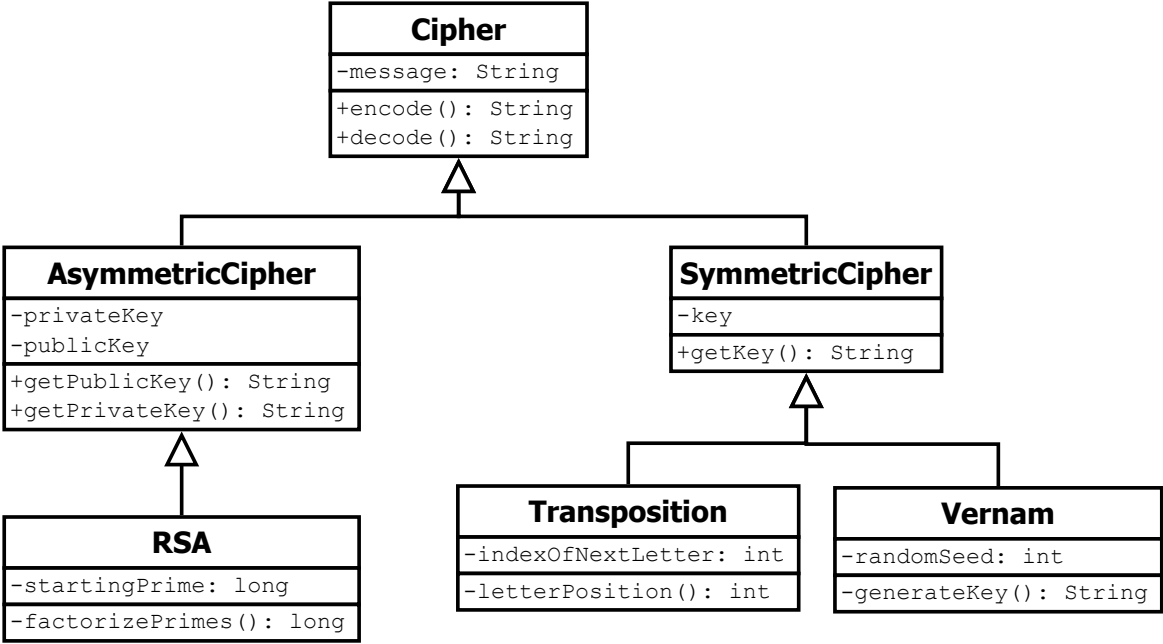 Cipher
-message: String
+encode(): String
+decode(): String
AsymmetricCipher
-privateKey
-publicKey
+getPublicKey(): String
+getPrivateKey(): String
SymmetricCipher
-key
+getKey(): String
RSA
-startingPrime: long
-factorizePrimes(): long
Transposition
-indexOfNextLetter: int
-letterPosition(): int
Vernam
-randomSeed: int
-generateKey(): String